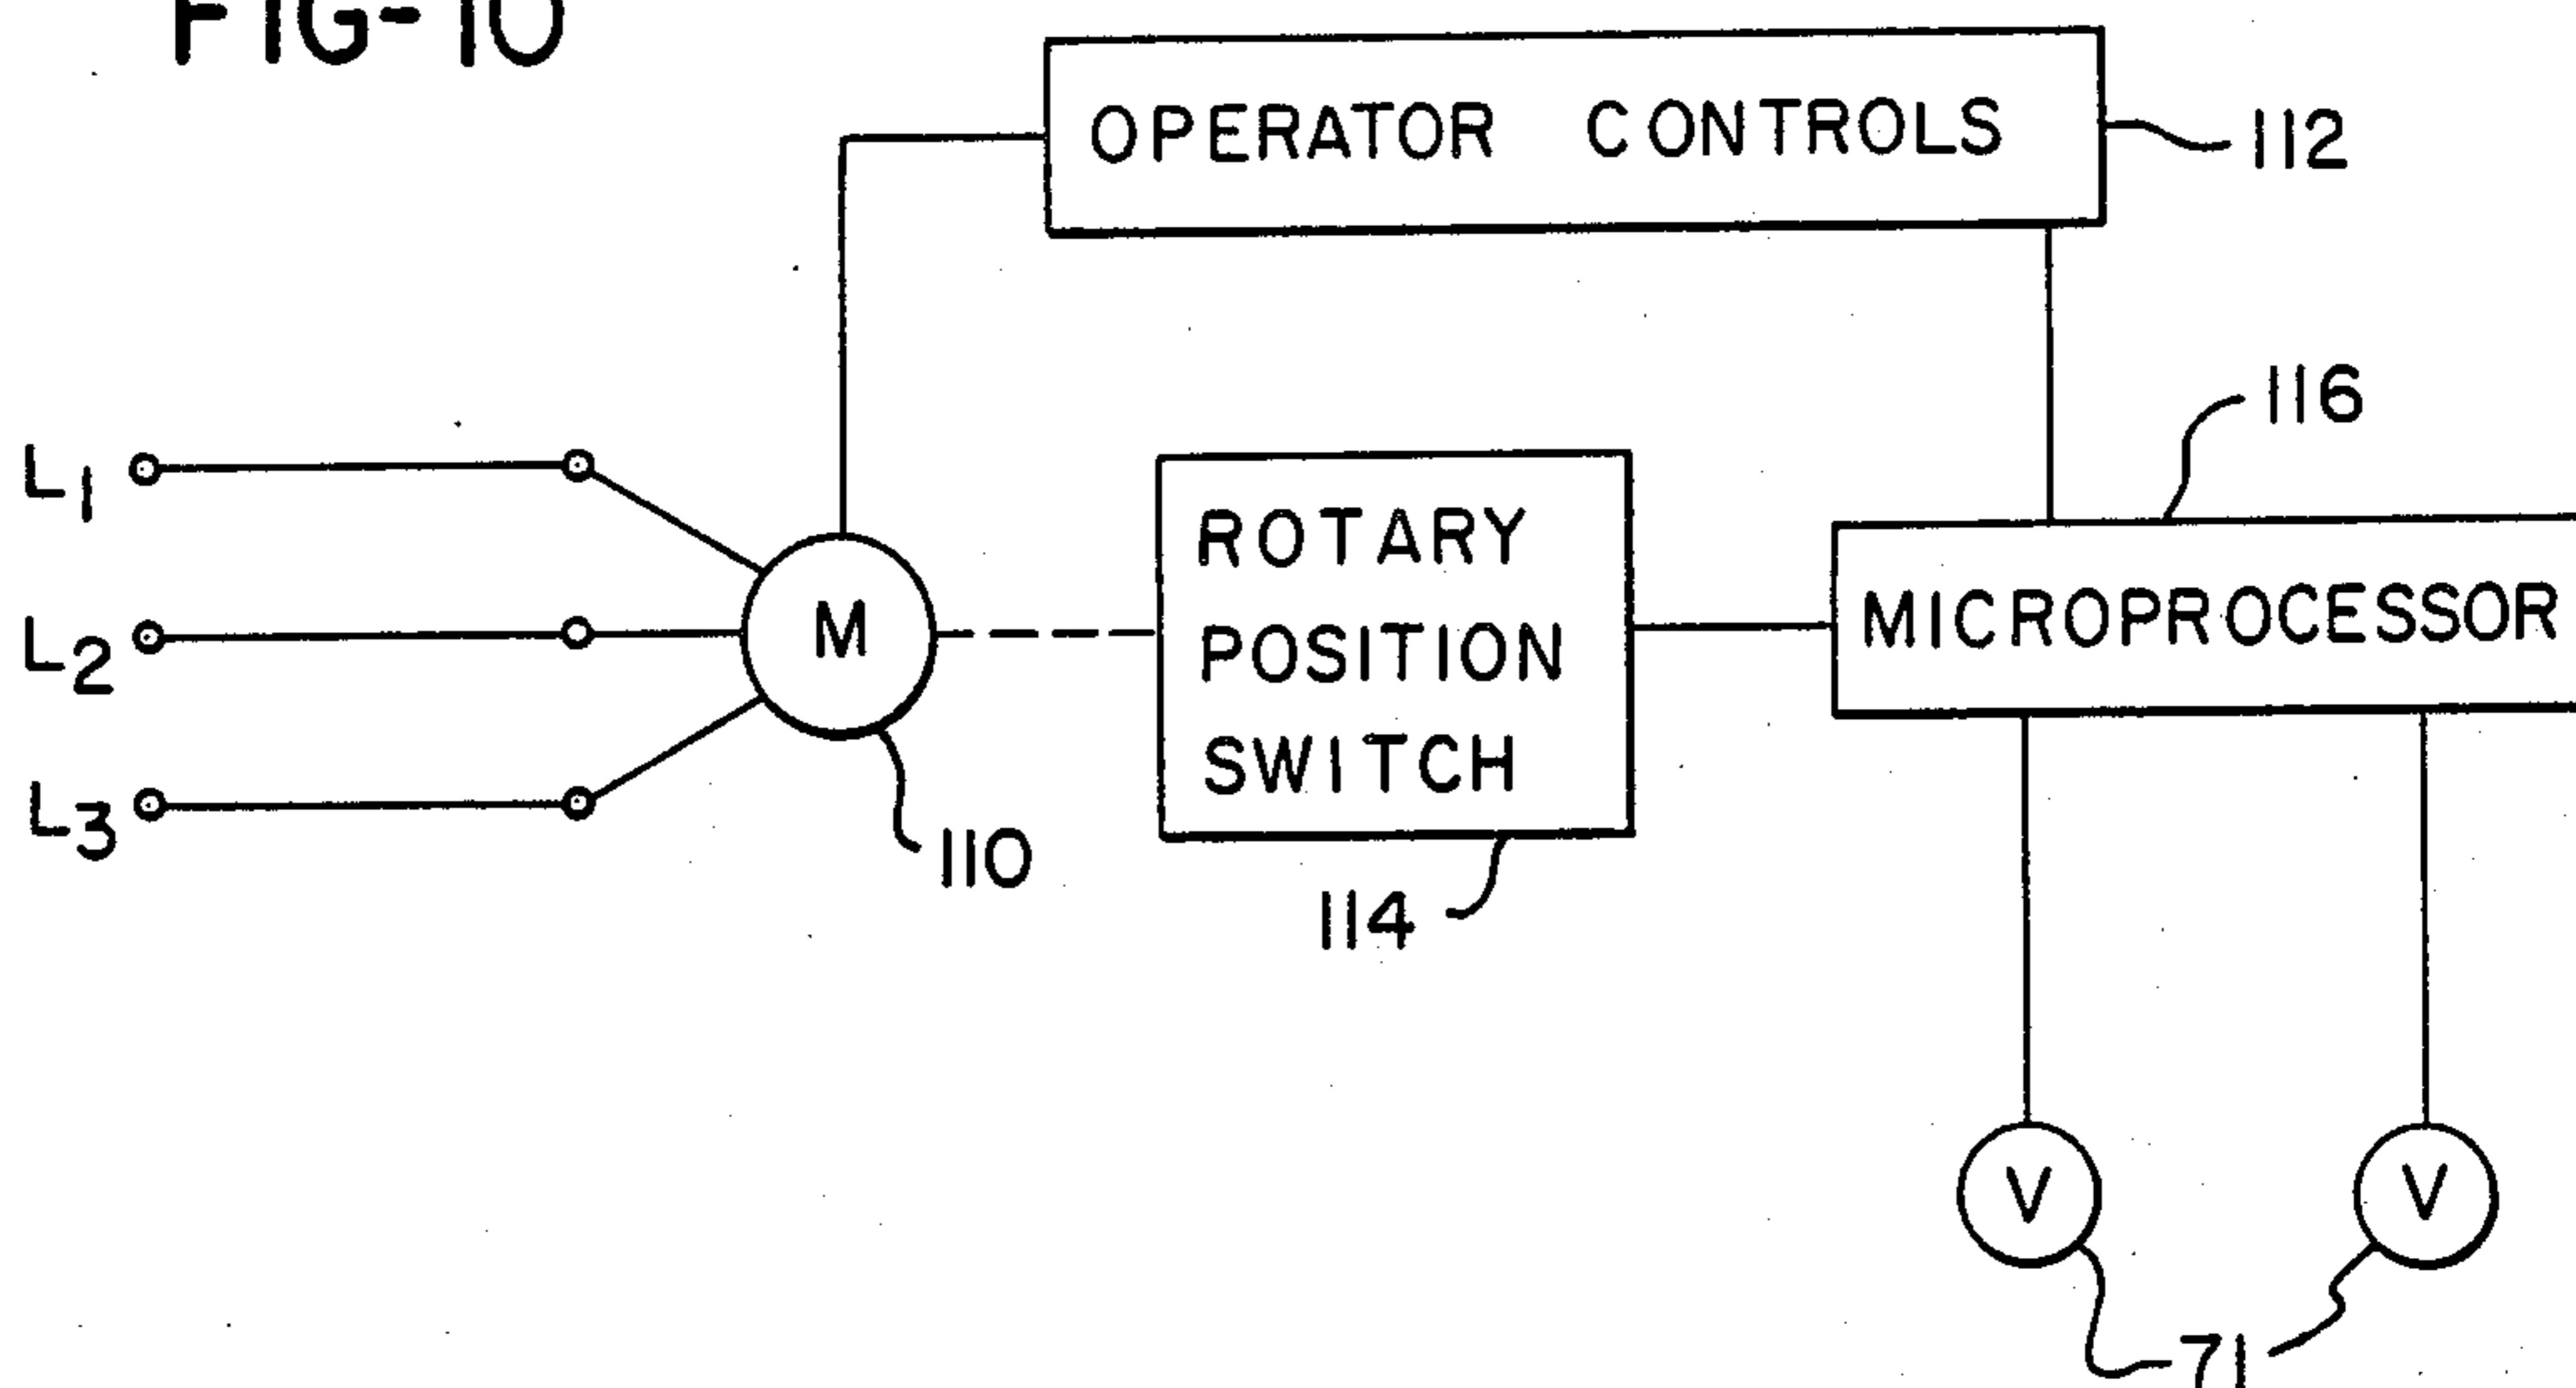 FIG-10
OPERATOR CONTROLS
112
116
L1
L2
L3
M
ROTARY
POSITION
SWITCH
MICROPROCESSOR
110
114
V
V
71